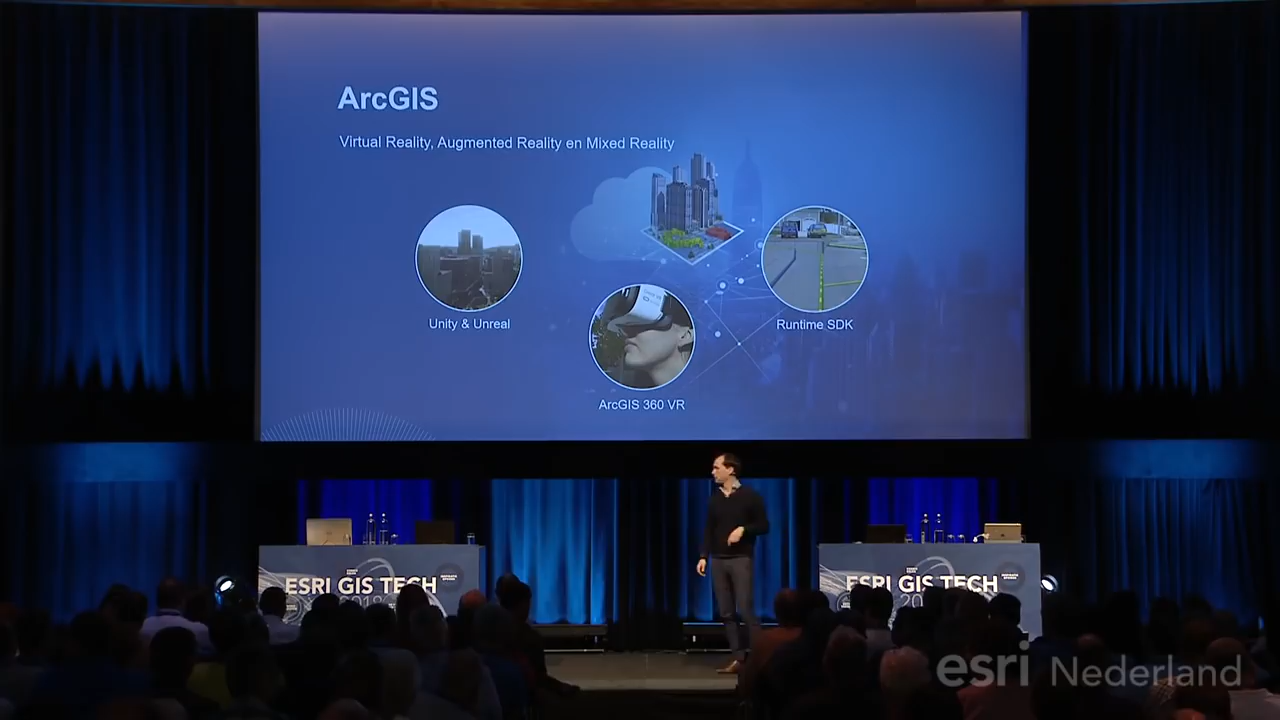 ArcGIS
Virtual Reality, Augmented Reality en Mixed Reality
Unity & Unreal
Runtime SDK
ArcGIS 360 VR
ESRI GIS TECH
2018
ESRI GIS TECH
esri Nederland